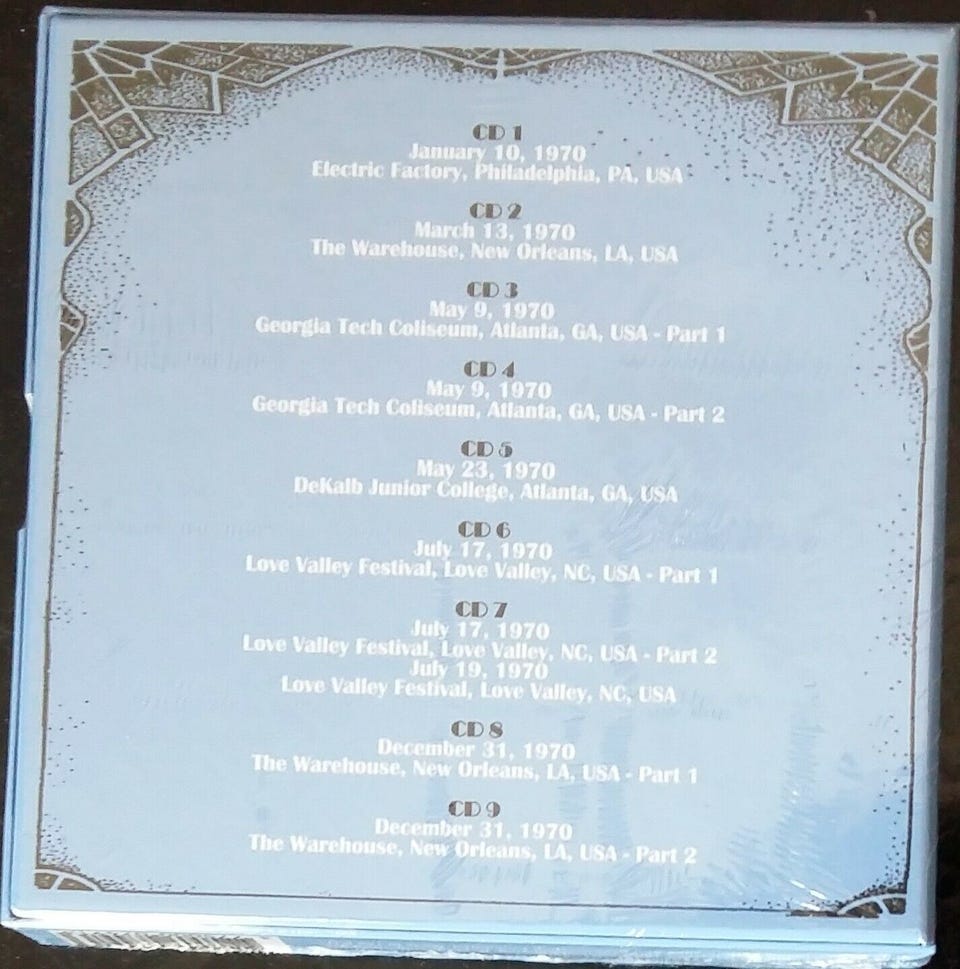 CD 1
January 10, 1970
Electric Factory, Philadelphia, PA, USA
CD 2
March 13, 1970
The Warehouse, New Orleans, LA, USA
CD 3
May 9, 1970
Georgia Tech Coliseum, Atlanta, GA, USA - Part 1
CD 4
May 9, 1970
Georgia Tech Coliseum, Atlanta, GA, USA - Part 2
CD 5
May 23, 1970
DeKalb Junior College, Atlanta, GA, USA
CD 6
July 17, 1970
Love Valley Festival, Love Valley, NC, USA - Part 1
CD 7
July 17, 1970
Love Valley Festival, Love Valley, NC, USA - Part 2
July 19, 1970
Love Valley Festival, Love Valley, NC, USA
CD 8
December 31, 1970
The Warehouse, New Orleans, LA, USA - Part 1
CD 9
December 31, 1970
The Warehouse, New Orleans, LA, USA - Part 2